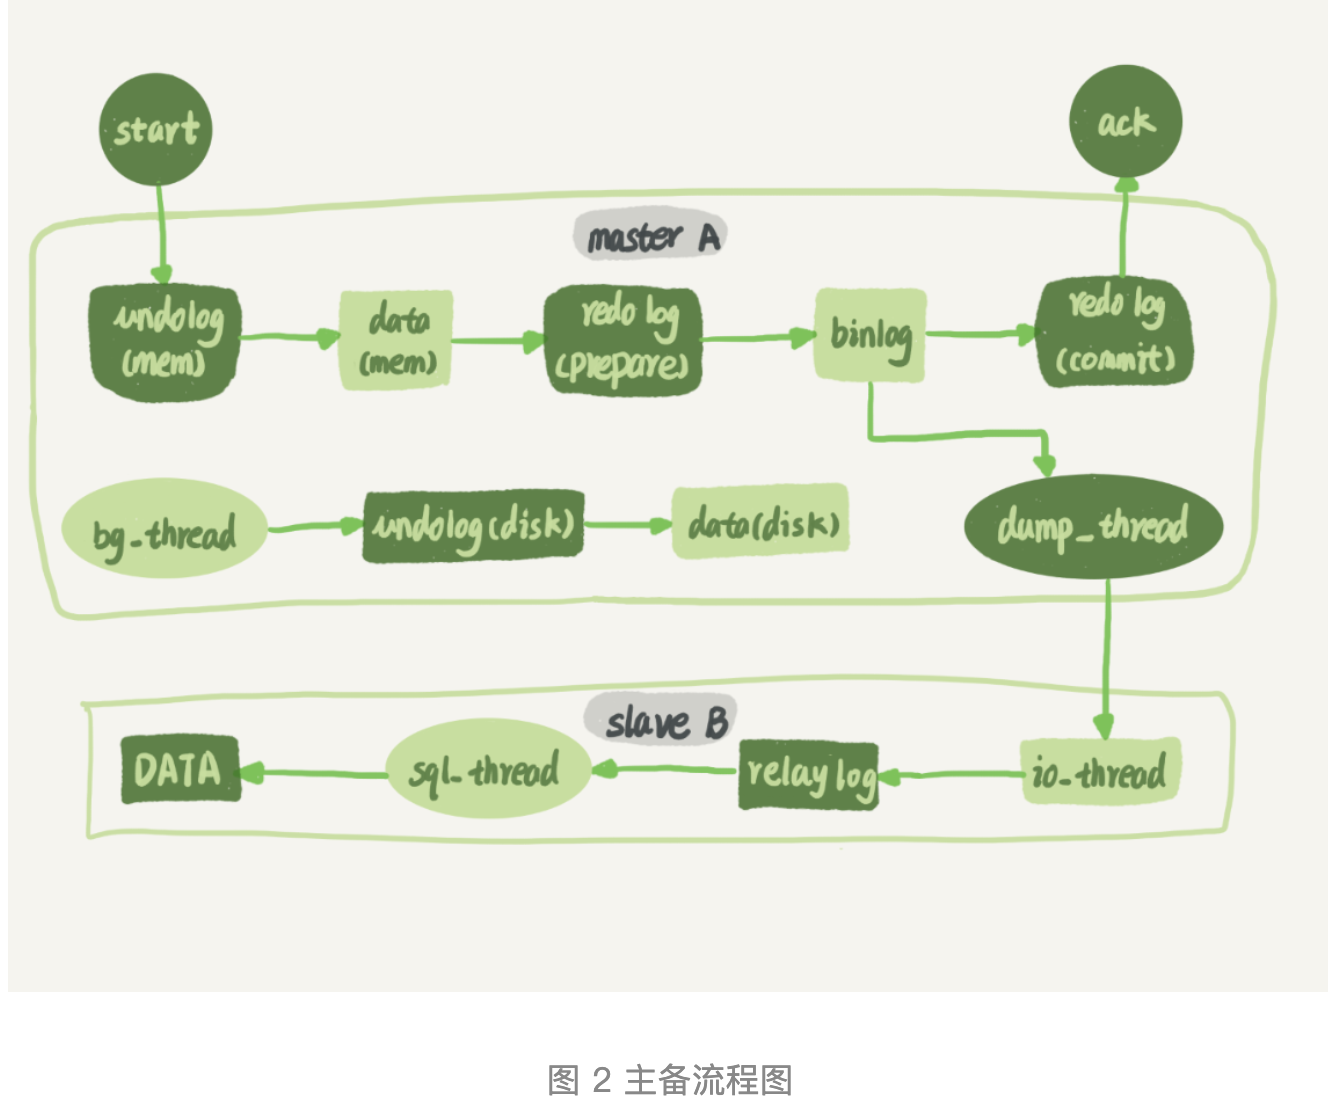 start
ack
master A
undolog
(mem)
data
(mem)
redo log
(prepare)
binlog
redo log
(commit)
bg_thread
undolog(disk)
data(disk)
dump_thread
slave B
DATA
sql_thread
relay log
io_thread
图 2 主备流程图